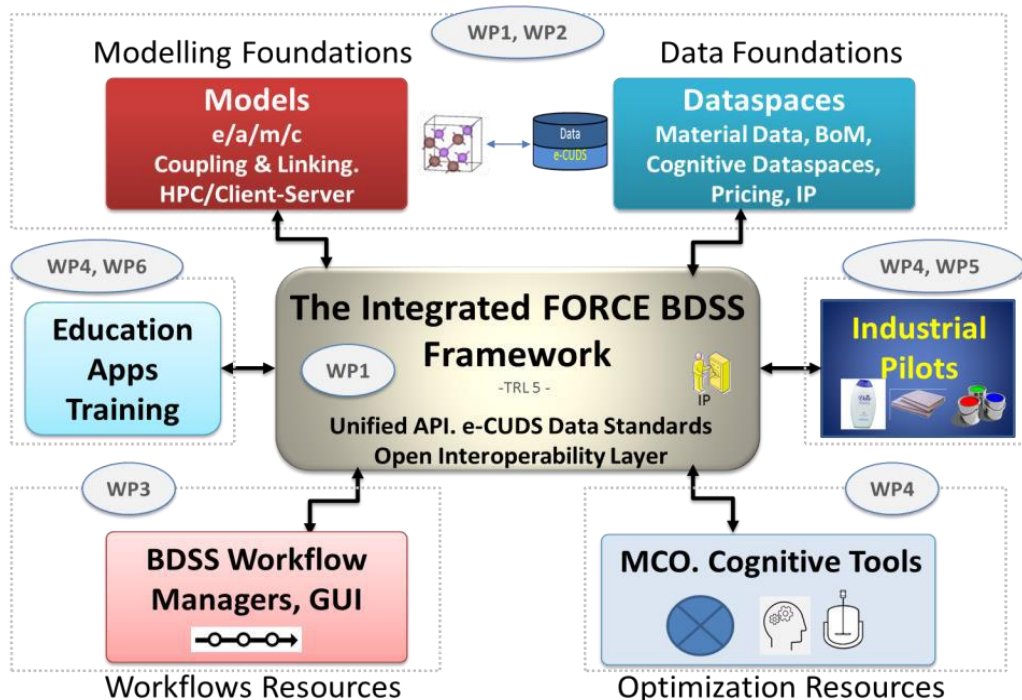 WP1, WP2
Modelling Foundations
Data Foundations
Models
e/a/m/c
Coupling & Linking.
HPC/Client-Server
Data
e-CUDS
Dataspaces
Material Data, BoM,
Cognitive Dataspaces,
Pricing, IP
WP4, WP6
Education
Apps
Training
The Integrated FORCE BDSS
Framework
WP1
-TRL 5 -
IP
Unified API. e-CUDS Data Standards
Open Interoperability Layer
WP4, WP5
Industrial
Pilots
WP3
BDSS Workflow
Managers, GUI
Workflows Resources
WP4
MCO. Cognitive Tools
Optimization Resources